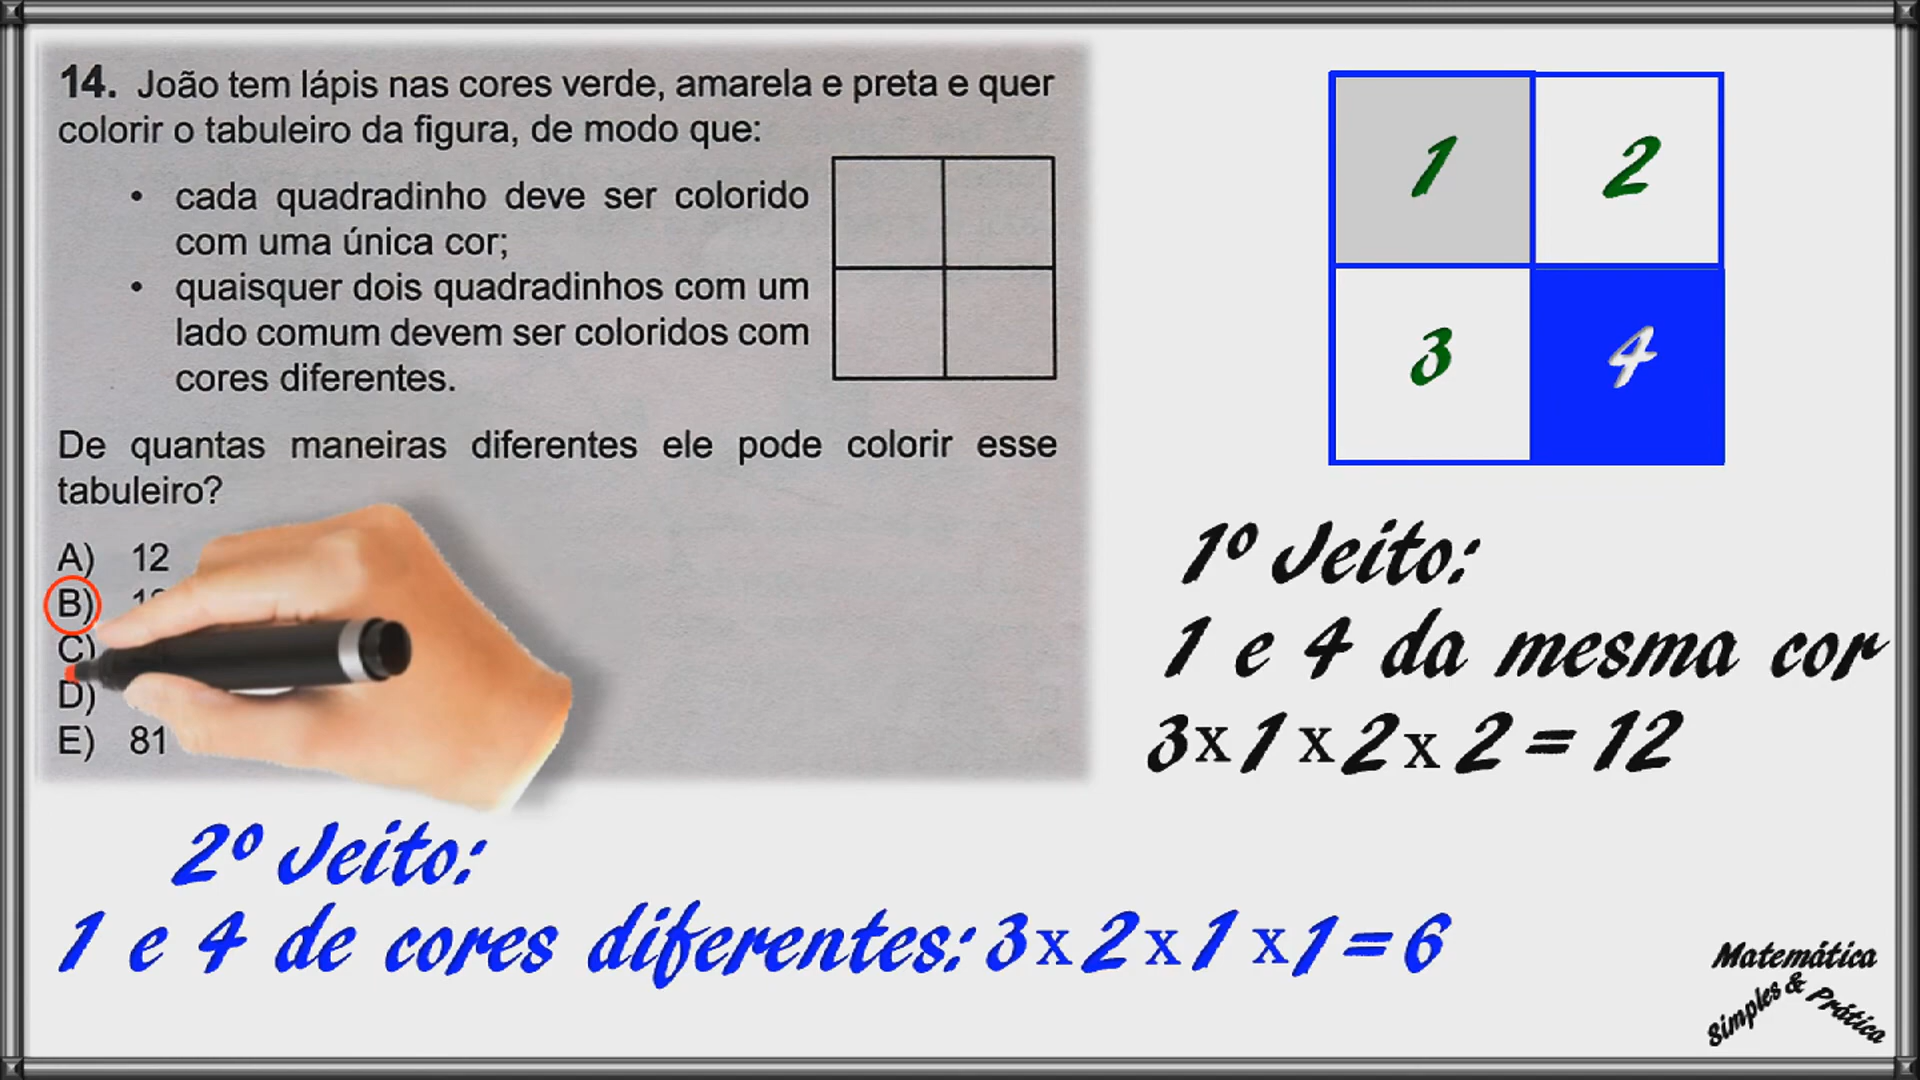 14. João tem lápis nas cores verde, amarela e preta e quer
colorir o tabuleiro da figura, de modo que:
• cada quadradinho deve ser colorido
com uma única cor;
• quaisquer dois quadradinhos com um
lado comum devem ser coloridos com
cores diferentes.
De quantas maneiras diferentes ele pode colorir esse
tabuleiro?
A) 12
B)
C)
D)
E) 81
1 2
3 4
1º Jeito:
1 e 4 da mesma cor
3x1x2x2=12
2º Jeito:
1 e 4 de cores diferentes: 3x2x1x1=6
Matemática
Simples & Prática